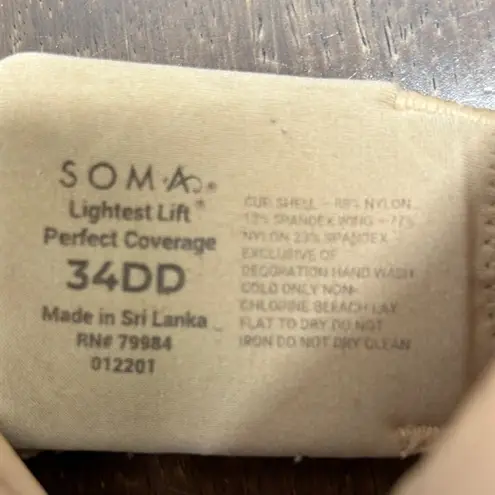 SOMA®
Lightest Lift™
Perfect Coverage
34DD
Made in Sri Lanka
RN# 79984
012201
CUP SHELL - 88% NYLON
12% SPANDEX WING - 77%
NYLON 23% SPANDEX
EXCLUSIVE OF
DECORATION HAND WASH
COLD ONLY NON-
CHLORINE BLEACH LAY
FLAT TO DRY DO NOT
IRON DO NOT DRY CLEAN